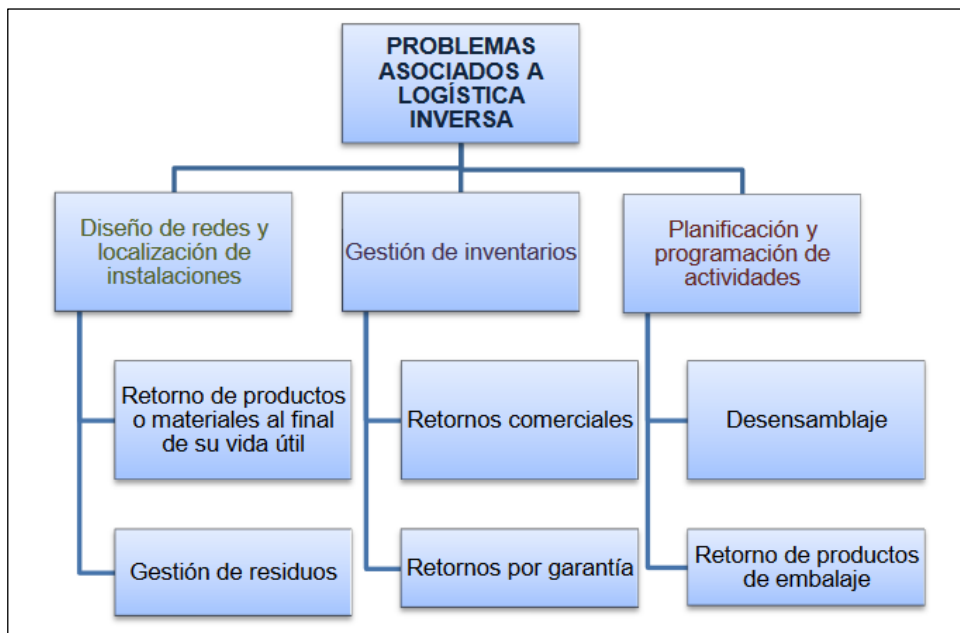 PROBLEMAS
ASOCIADOS A
LOGÍSTICA
INVERSA
Diseño de redes y
localización de
instalaciones
Gestión de inventarios
Planificación y
programación de
actividades
Retorno de productos
o materiales al final
de su vida útil
Retornos comerciales
Desensamblaje
Gestión de residuos
Retornos por garantía
Retorno de productos
de embalaje